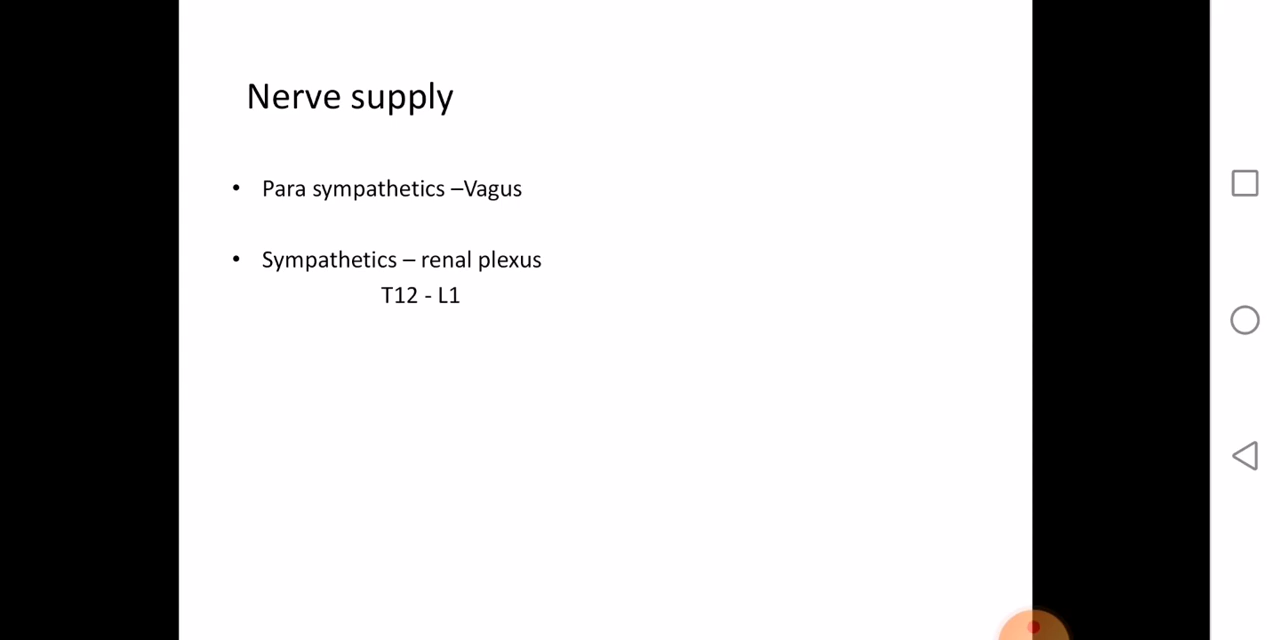 Nerve supply
• Para sympathetics –Vagus
• Sympathetics – renal plexus
T12 - L1